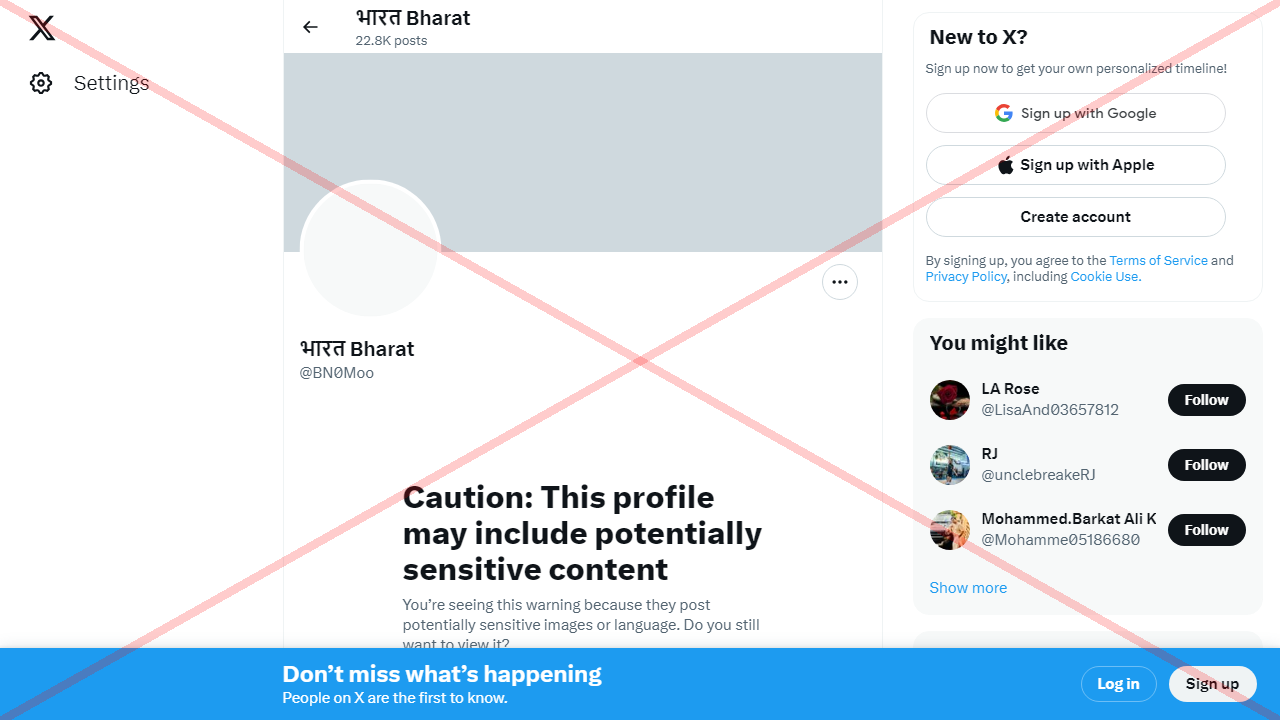 Settings
भारत Bharat
22.8K posts
भारत Bharat
@BN0Moo
Caution: This profile
may include potentially
sensitive content
You’re seeing this warning because they post
potentially sensitive images or language. Do you still
want to view it?
New to X?
Sign up now to get your own personalized timeline!
Sign up with Google
Sign up with Apple
Create account
By signing up, you agree to the Terms of Service and
Privacy Policy, including Cookie Use.
You might like
LA Rose
@LisaAnd03657812
Follow
RJ
@unclebreakeRJ
Follow
Mohammed.Barkat Ali K
@Mohamme05186680
Follow
Show more
Don’t miss what’s happening
People on X are the first to know.
Log in
Sign up